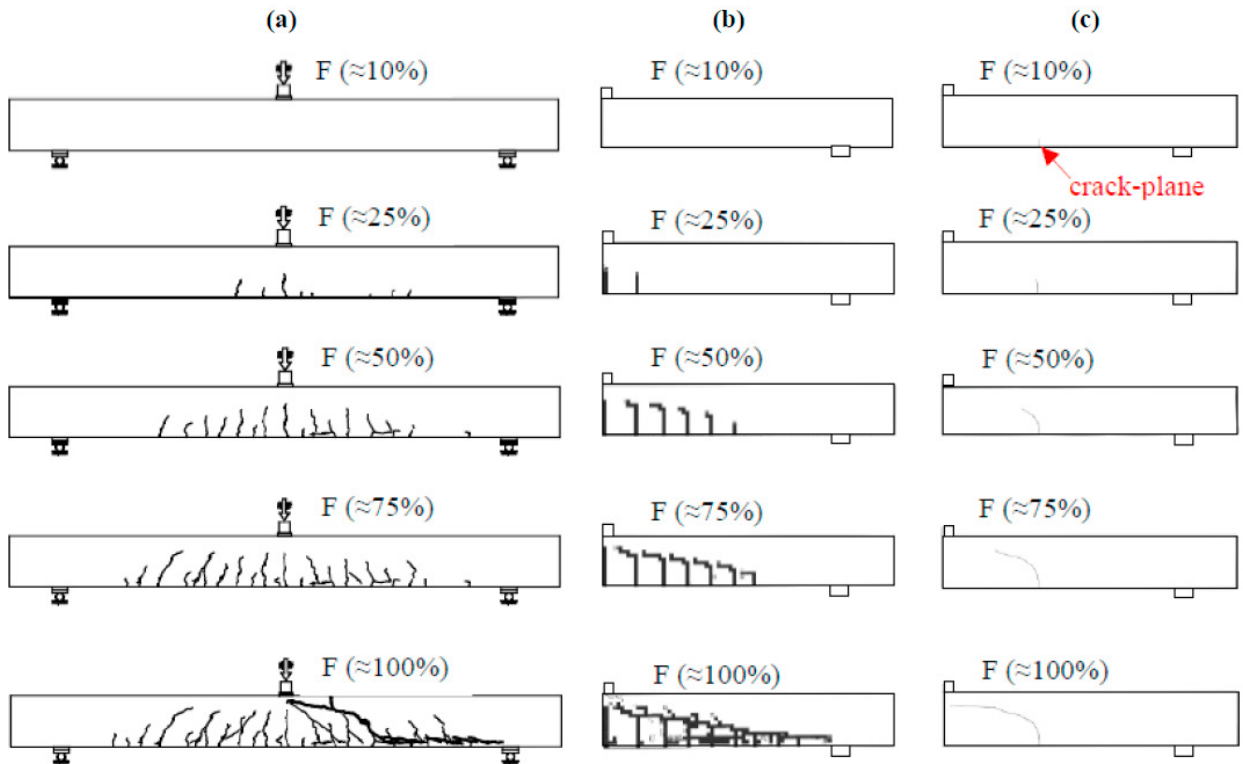 (a) (b) (c)
F (≈10%) F (≈10%) F (≈10%)
crack-plane
F (≈25%) F (≈25%) F (≈25%)
F (≈50%) F (≈50%) F (≈50%)
F (≈75%) F (≈75%) F (≈75%)
F (≈100%) F (≈100%) F (≈100%)